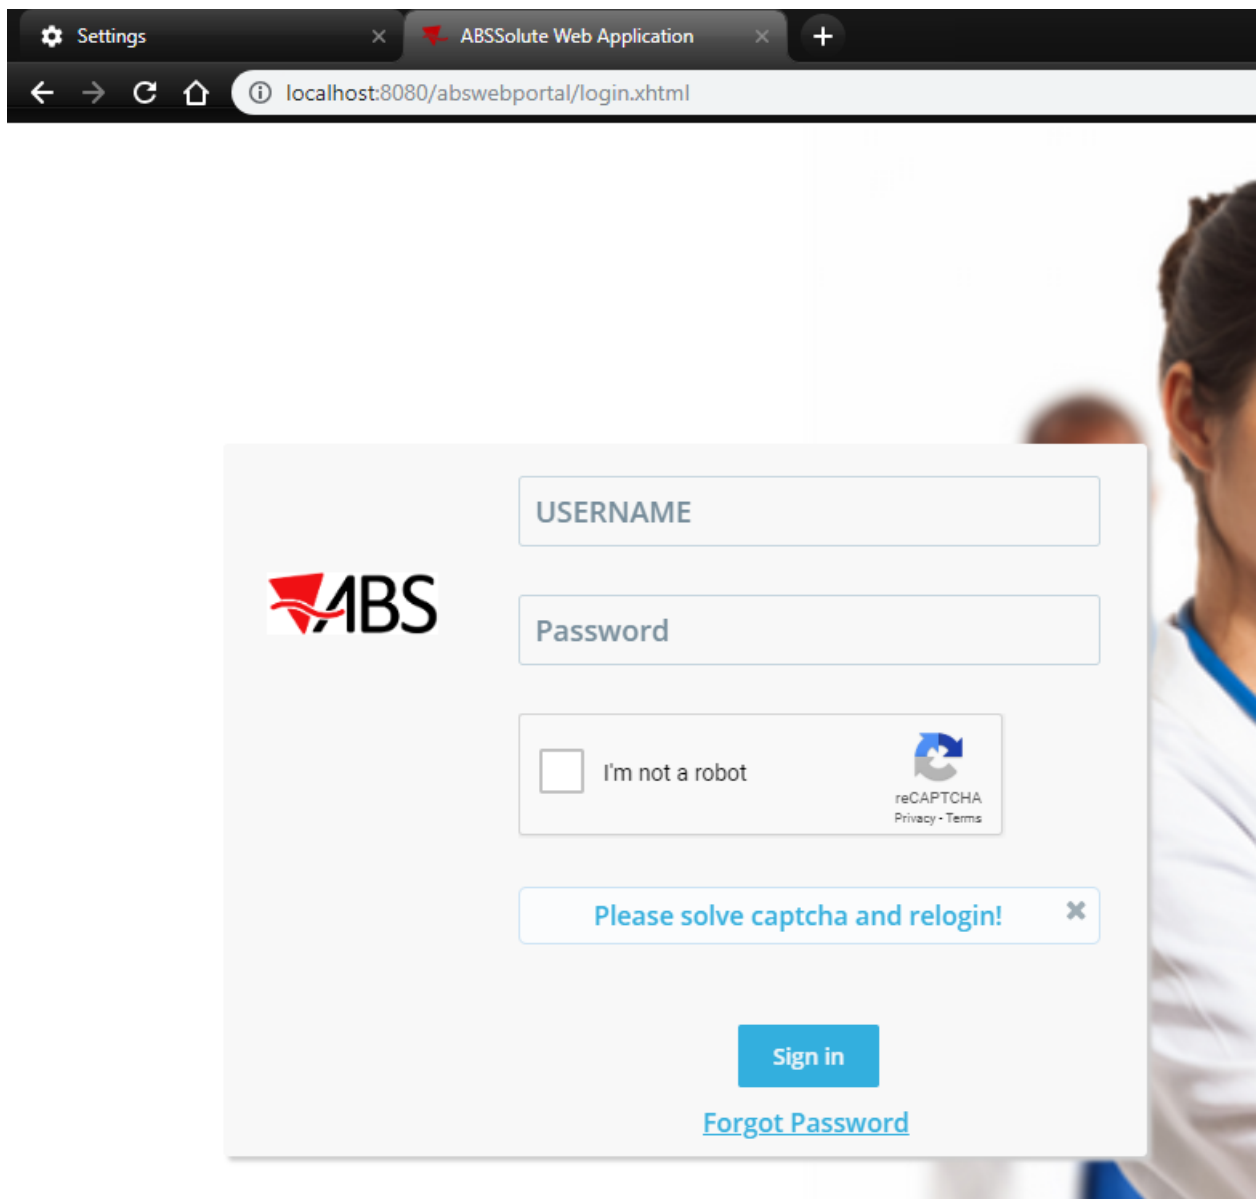 Settings
ABSSolute Web Application
localhost:8080/abswebportal/login.xhtml
USERNAME
ABS
Password
I'm not a robot
reCAPTCHA
Privacy - Terms
Please solve captcha and relogin!
Sign in
Forgot Password